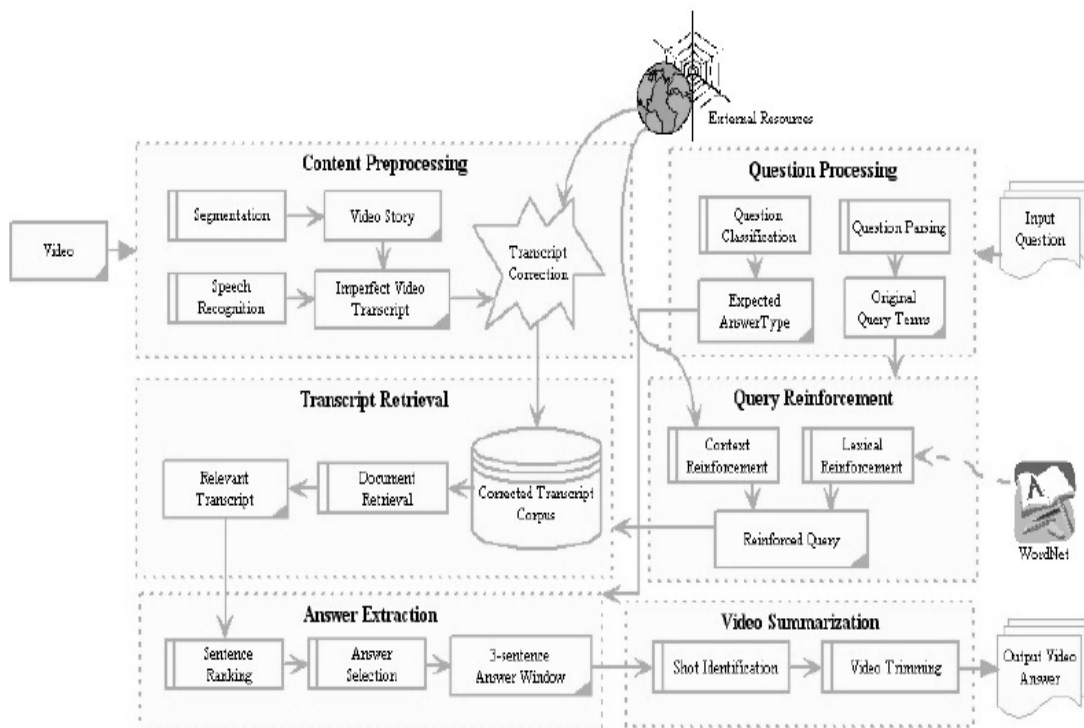 External Resources
Content Preprocessing
Segmentation
Video Story
Speech
Recognition
Imperfect Video
Transcript
Transcript
Correction
Video
Question Processing
Question
Classification
Question Parsing
Expected
AnswerType
Original
Query Terms
Input
Question
Transcript Retrieval
Relevant
Transcript
Document
Retrieval
Corrected Transcript
Corpus
Query Reinforcement
Context
Reinforcement
Lexical
Reinforcement
Reinforced Query
A
WordNet
Answer Extraction
Sentence
Ranking
Answer
Selection
3-sentence
Answer Window
Video Summarization
Shot Identification
Video Trimming
Output Video
Answer